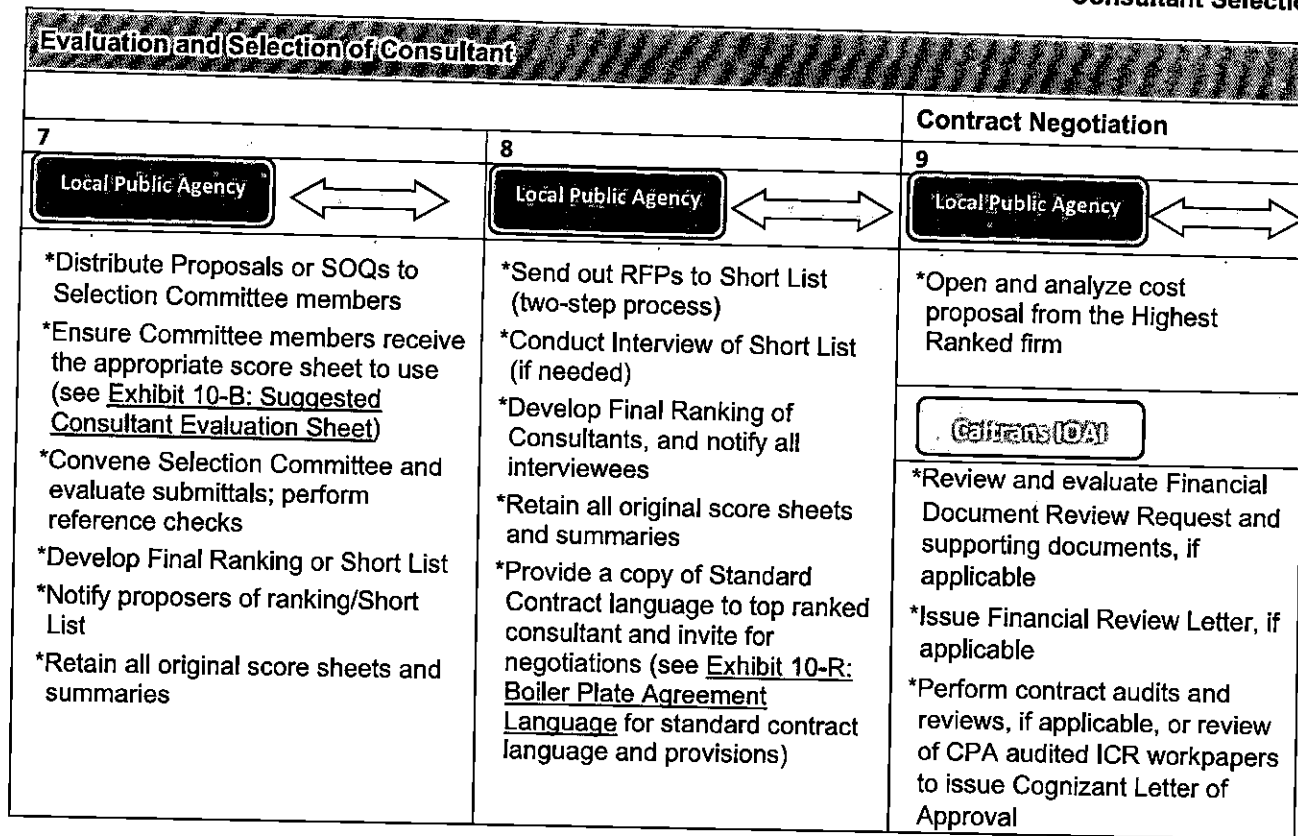 Consultant Selectio
Evaluation and Selection of Consultant
Contract Negotiation
7
8
9
Local Public Agency
Local Public Agency
Local Public Agency
*Distribute Proposals or SOQs to
Selection Committee members
*Ensure Committee members receive
the appropriate score sheet to use
(see Exhibit 10-B: Suggested
Consultant Evaluation Sheet)
*Convene Selection Committee and
evaluate submittals; perform
reference checks
*Develop Final Ranking or Short List
*Notify proposers of ranking/Short
List
*Retain all original score sheets and
summaries
*Send out RFPs to Short List
(two-step process)
*Conduct Interview of Short List
(if needed)
*Develop Final Ranking of
Consultants, and notify all
interviewees
*Retain all original score sheets
and summaries
*Provide a copy of Standard
Contract language to top ranked
consultant and invite for
negotiations (see Exhibit 10-R:
Boiler Plate Agreement
Language for standard contract
language and provisions)
*Open and analyze cost
proposal from the Highest
Ranked firm
Caltrans IOAI
*Review and evaluate Financial
Document Review Request and
supporting documents, if
applicable
*Issue Financial Review Letter, if
applicable
*Perform contract audits and
reviews, if applicable, or review
of CPA audited ICR workpapers
to issue Cognizant Letter of
Approval